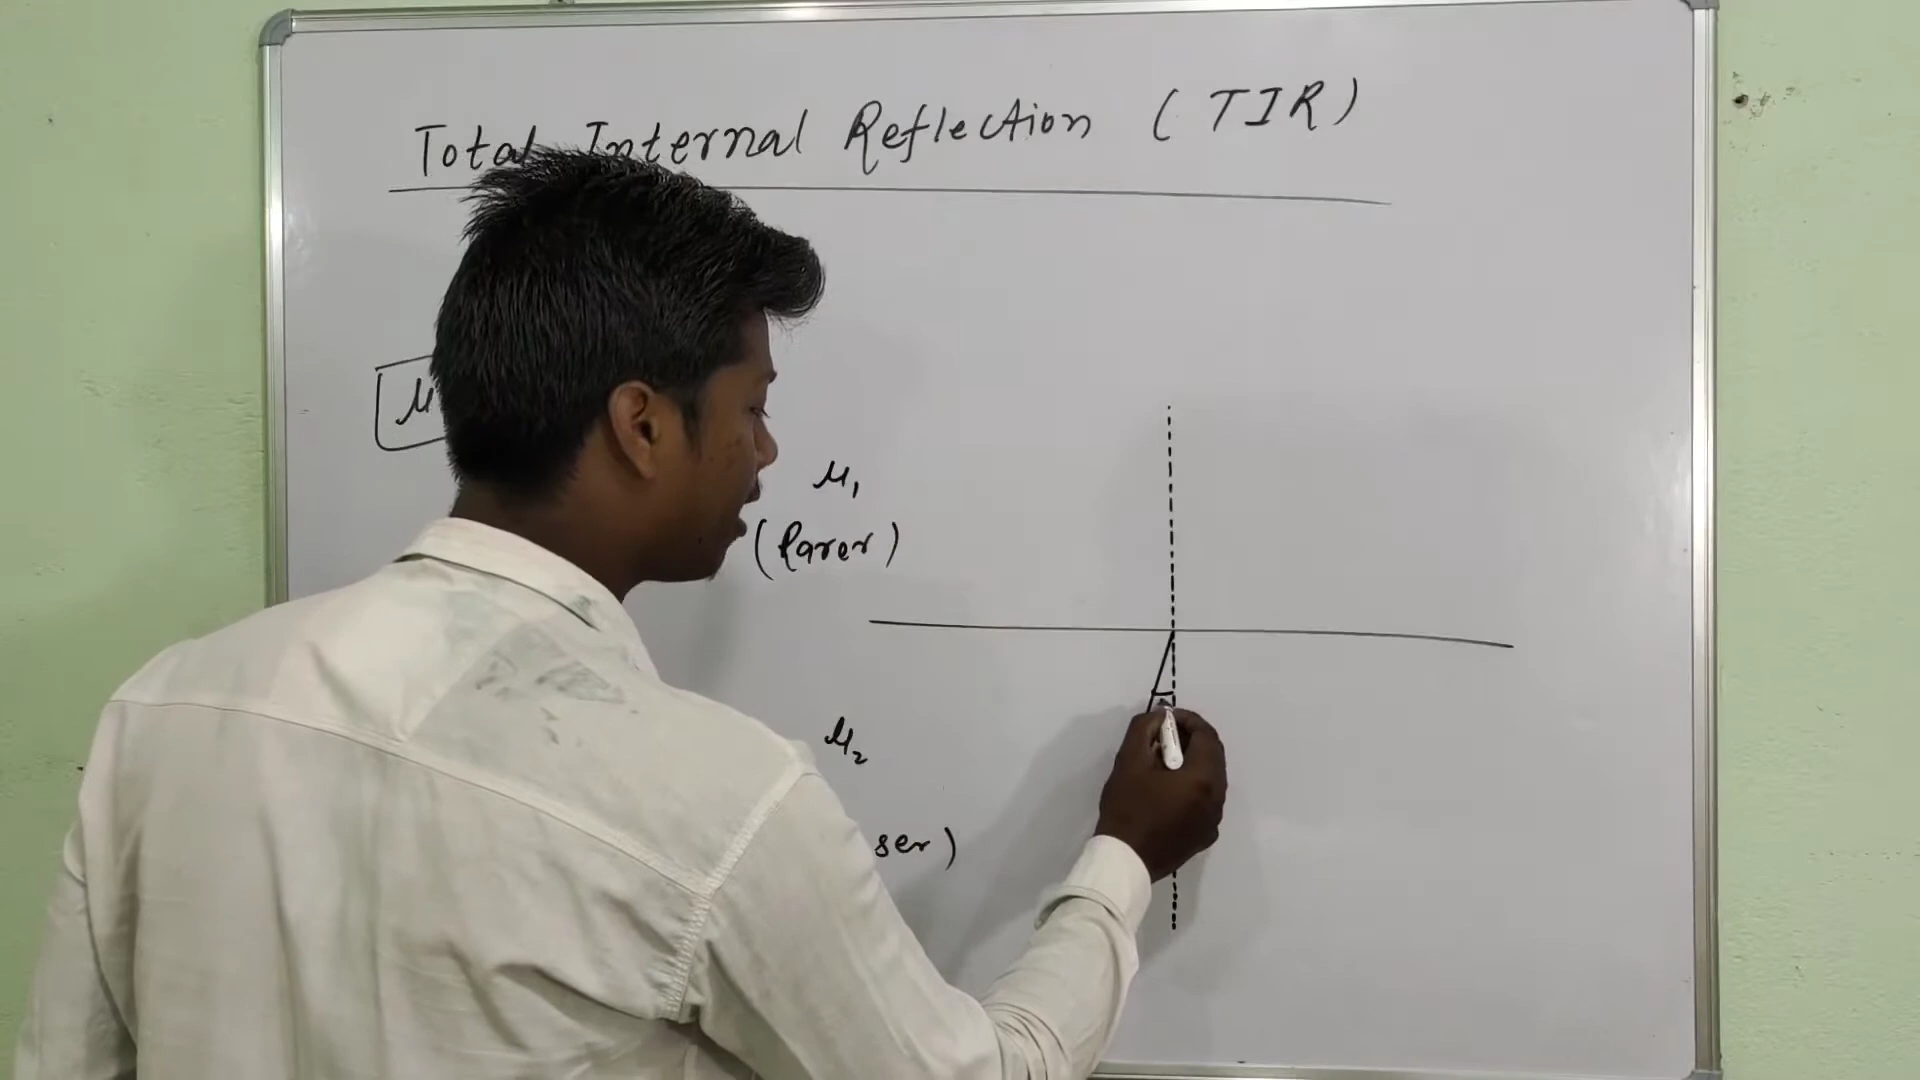 Total Internal Reflection (TIR)
μ
μ₁
(Rarer)
μ₂
ser)